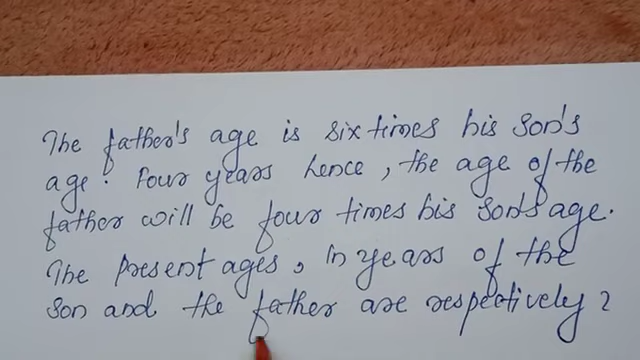 The father's age is six times his son's
age. Four years hence, the age of the
father will be four times his son's age.
The present ages, in years of the
son and the father are respectively?